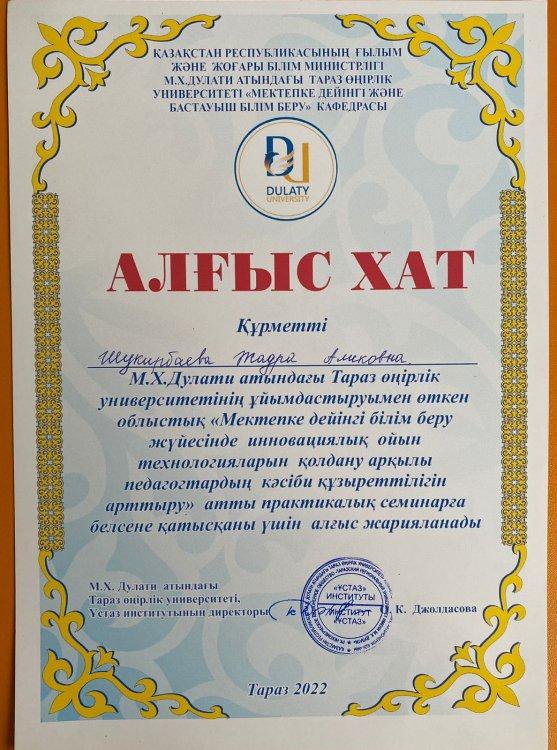 ҚАЗАҚСТАН РЕСПУБЛИКАСЫНЫҢ ҒЫЛЫМ
ЖӘНЕ ЖОҒАРЫ БІЛІМ МИНИСТРЛІГІ
М.Х.ДУЛАТИ АТЫНДАҒЫ ТАРАЗ ӨҢІРЛІК
УНИВЕРСИТЕТІ «МЕКТЕПКЕ ДЕЙІНГІ ЖӘНЕ
БАСТАУЫШ БІЛІМ БЕРУ» КАФЕДРАСЫ
DULATY
UNIVERSITY
АЛҒЫС ХАТ
Құрметті
Шукирбаева Жадра Аликовна
М.Х.Дулати атындағы Тараз өңірлік
университетінің ұйымдастыруымен өткен
облыстық «Мектепке дейінгі білім беру
жүйесінде инновациялық ойын
технологияларын қолдану арқылы
педагогтардың кәсіби құзыреттілігін
арттыру» атты практикалық семинарға
белсене қатысқаны үшін алғыс жарияланады
М.Х. Дулати атындағы
Тараз өңірлік университеті,
Ұстаз институтының директоры К. Джолдасова
«ҰСТАЗ»
ИНСТИТУТЫ
ИНСТИТУТ
«ҰСТАЗ»
Тараз 2022